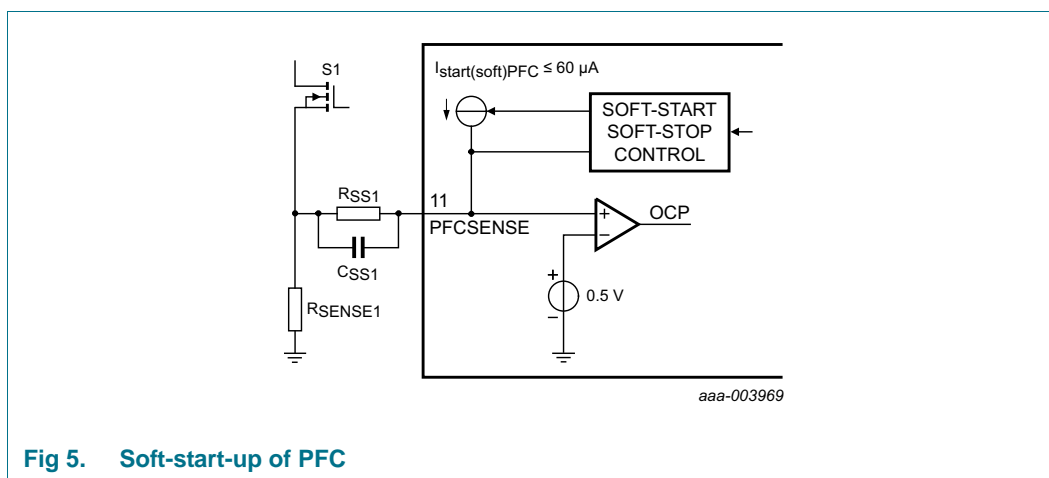 S1
Istart(soft)PFC ≤ 60 μA
SOFT-START
SOFT-STOP
CONTROL
RSS1
11
PFCSENSE
CSS1
+
−
OCP
RSENSE1
+
0.5 V
−
aaa-003969
Fig 5. Soft-start-up of PFC